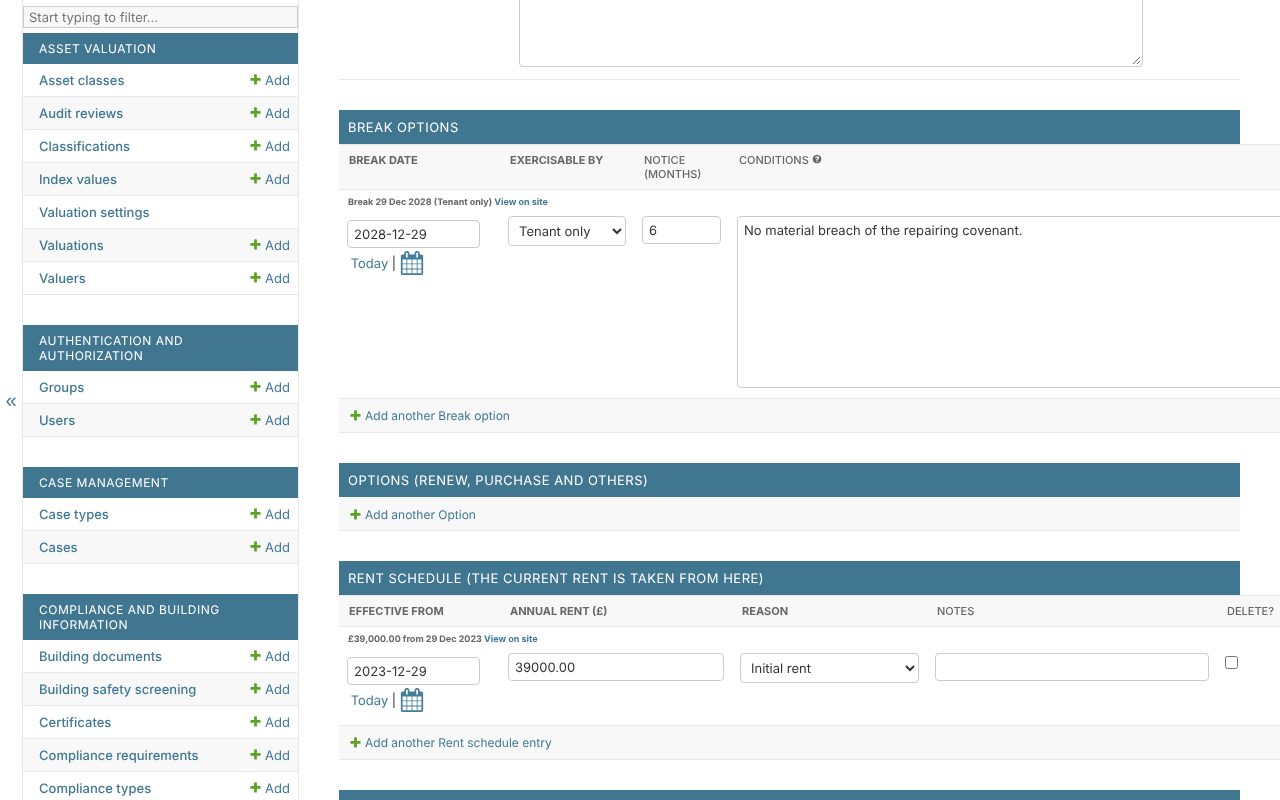 Start typing to filter...
ASSET VALUATION
Asset classes
Add
Audit reviews
Add
Classifications
Add
Index values
Add
Valuation settings
Valuations
Add
Valuers
Add
AUTHENTICATION AND
AUTHORIZATION
Groups
Add
Users
Add
CASE MANAGEMENT
Case types
Add
Cases
Add
COMPLIANCE AND BUILDING
INFORMATION
Building documents
Add
Building safety screening
Add
Certificates
Add
Compliance requirements
Add
Compliance types
Add
«
BREAK OPTIONS
BREAK DATE
EXERCISABLE BY
NOTICE
(MONTHS)
CONDITIONS ?
Break 29 Dec 2028 (Tenant only) View on site
2028-12-29
Tenant only
6
No material breach of the repairing covenant.
Today |
Add another Break option
OPTIONS (RENEW, PURCHASE AND OTHERS)
Add another Option
RENT SCHEDULE (THE CURRENT RENT IS TAKEN FROM HERE)
EFFECTIVE FROM
ANNUAL RENT (£)
REASON
NOTES
DELETE?
£39,000.00 from 29 Dec 2023 View on site
2023-12-29
39000.00
Initial rent
Today |
Add another Rent schedule entry